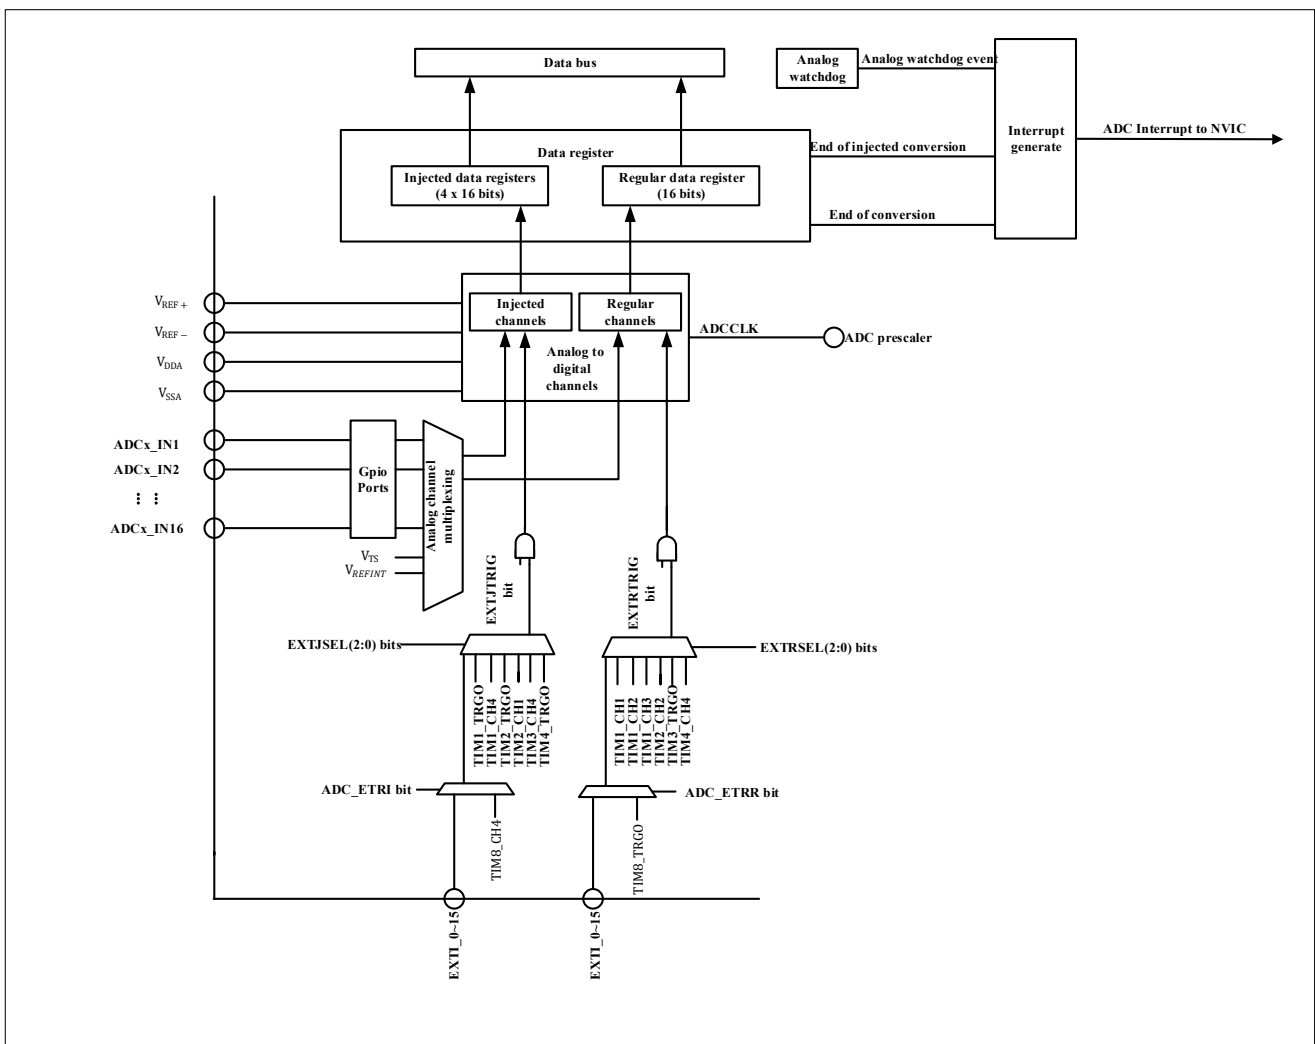 Data bus
Analog
watchdog
Analog watchdog event
Interrupt
generate
ADC Interrupt to NVIC
Data register
End of injected conversion
Injected data registers
(4 x 16 bits)
Regular data register
(16 bits)
End of conversion
VREF+
VREF−
VDDA
VSSA
Injected
channels
Regular
channels
ADCCLK
ADC prescaler
Analog to
digital
channels
ADCx_IN1
ADCx_IN2
⋮ ⋮
ADCx_IN16
Gpio
Ports
Analog channel
multiplexing
VTS
VREFINT
EXTJTRIG
bit
EXTRTRIG
bit
EXTJSEL(2:0) bits
EXTRSEL(2:0) bits
TIM1_TRGO
TIM1_CH4
TIM2_TRGO
TIM2_CH1
TIM3_CH4
TIM4_TRGO
TIM1_CH1
TIM1_CH2
TIM1_CH3
TIM2_CH2
TIM3_TRGO
TIM4_CH4
ADC_ETRI bit
ADC_ETRR bit
TIM8_CH4
TIM8_TRGO
EXTI_0~15
EXTI_0~15